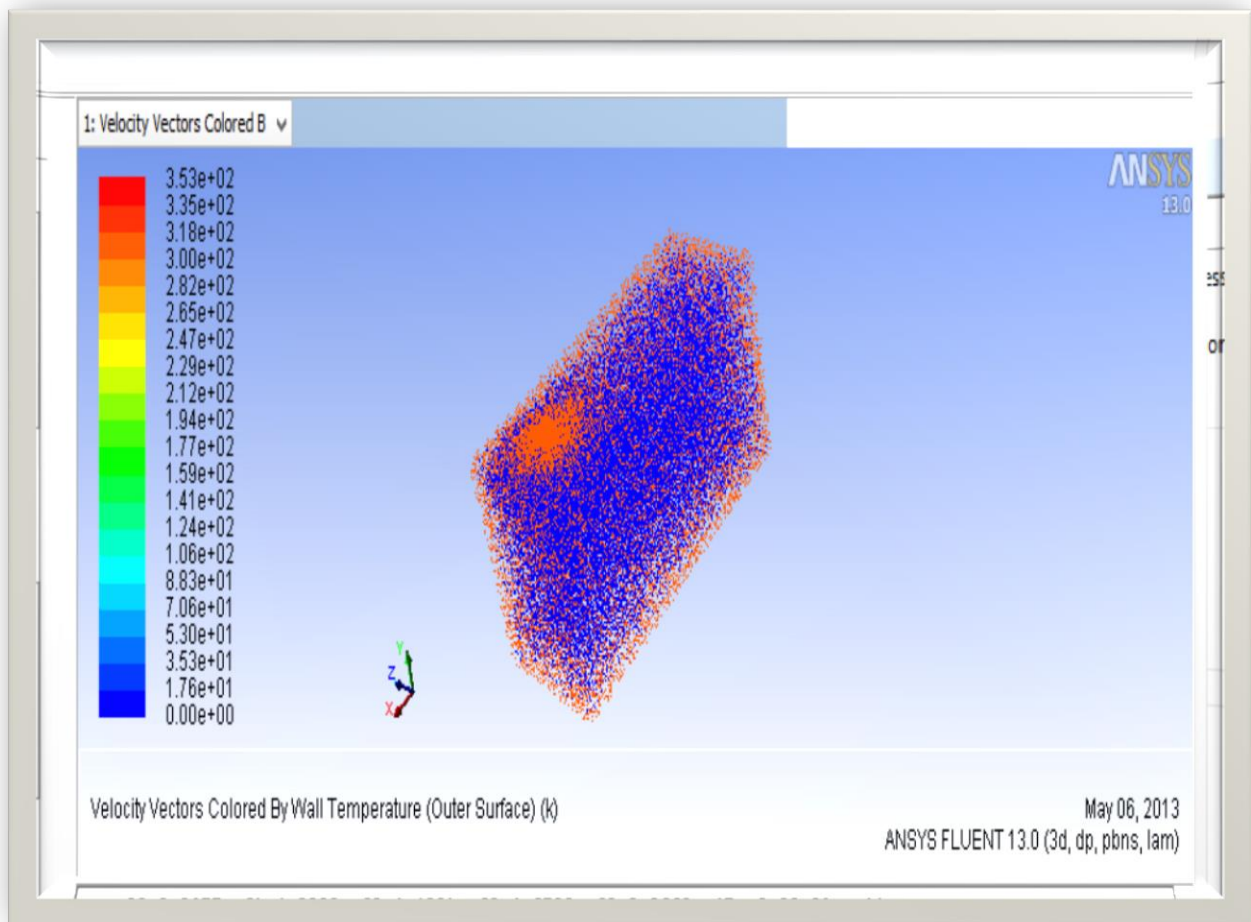 1: Velocity Vectors Colored B
ANSYS
13.0
3.53e+02
3.35e+02
3.18e+02
3.00e+02
2.82e+02
2.65e+02
2.47e+02
2.29e+02
2.12e+02
1.94e+02
1.77e+02
1.59e+02
1.41e+02
1.24e+02
1.06e+02
8.83e+01
7.06e+01
5.30e+01
3.53e+01
1.76e+01
0.00e+00
Y
Z
X
ess
or
Velocity Vectors Colored By Wall Temperature (Outer Surface) (k)
May 06, 2013
ANSYS FLUENT 13.0 (3d, dp, pbns, lam)